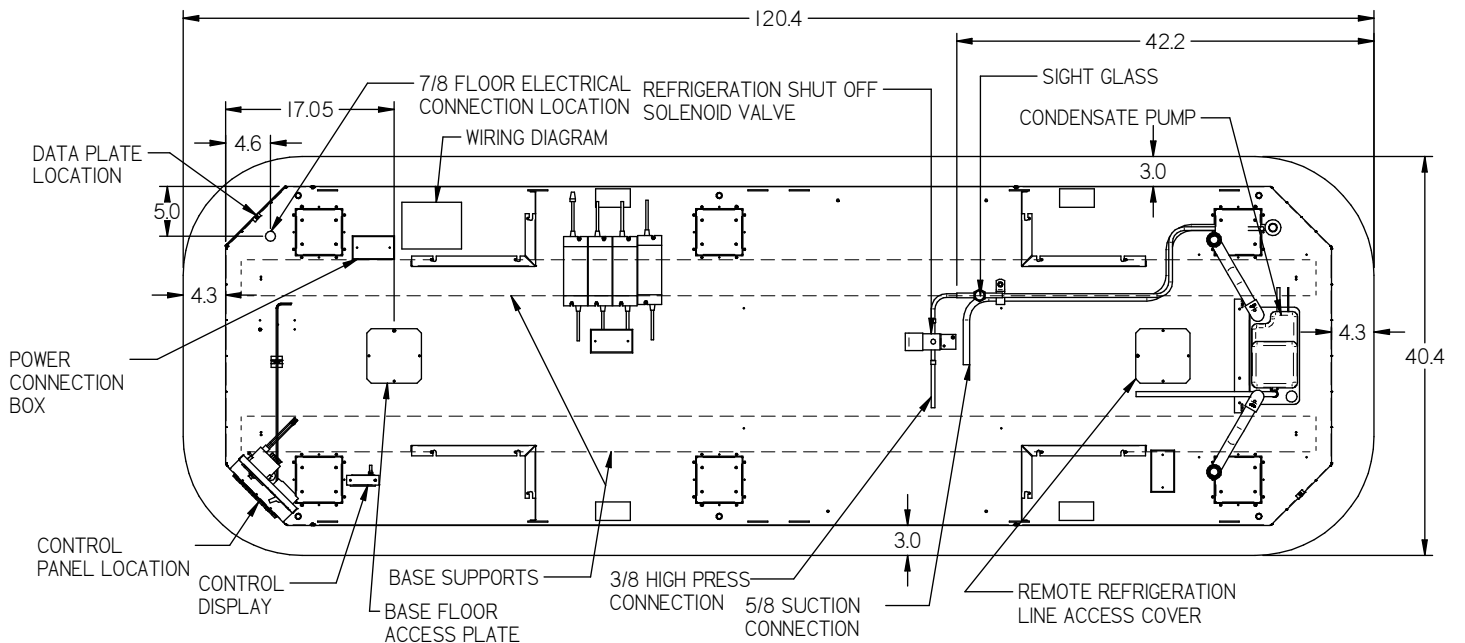 120.4
42.2
7/8 FLOOR ELECTRICAL
CONNECTION LOCATION
REFRIGERATION SHUT OFF
SOLENOID VALVE
SIGHT GLASS
17.05
CONDENSATE PUMP
WIRING DIAGRAM
4.6
DATA PLATE
LOCATION
3.0
5.0
4.3
4.3
40.4
POWER
CONNECTION
BOX
CONTROL
PANEL LOCATION
CONTROL
DISPLAY
BASE SUPPORTS
BASE FLOOR
ACCESS PLATE
3/8 HIGH PRESS
CONNECTION
5/8 SUCTION
CONNECTION
3.0
REMOTE REFRIGERATION
LINE ACCESS COVER